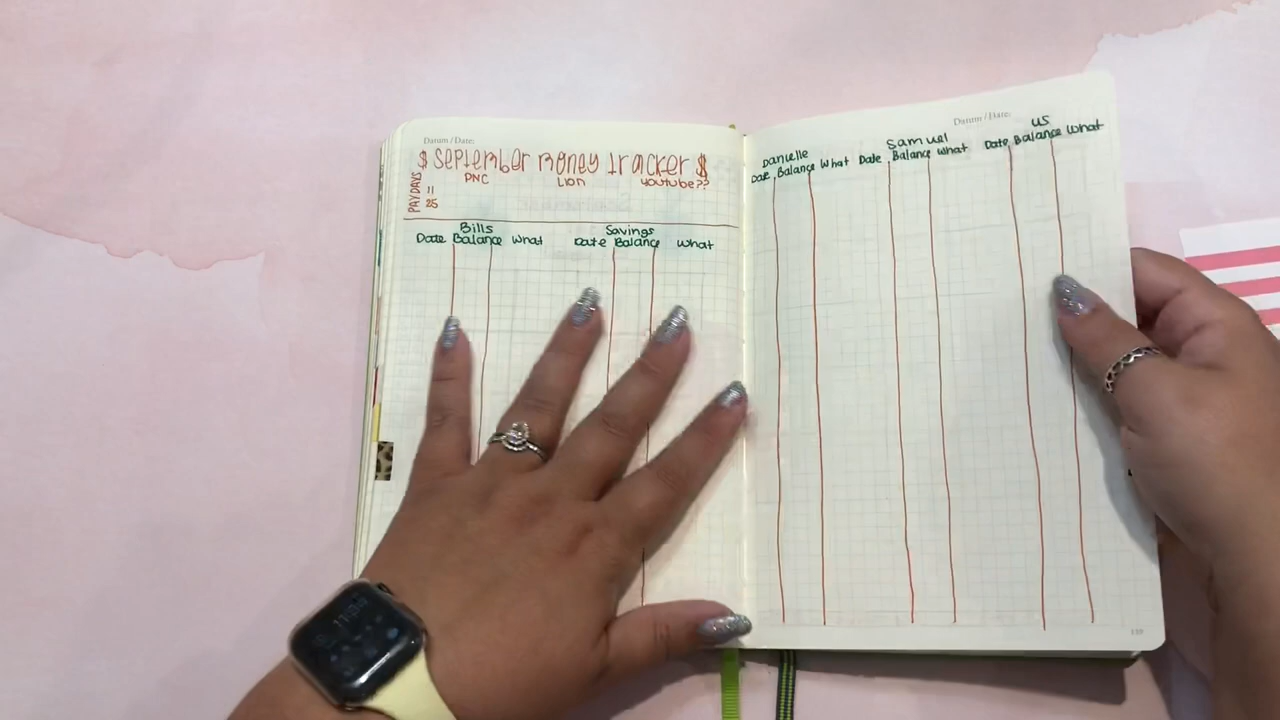 Datum / Date:
$ September money tracker $
PAYDAYS
PNC Lion youtube??
11
25
Bills Savings
Date Balance What Date Balance What
Datum / Date:
Danielle Samuel US
Date Balance What Date Balance What Date Balance What
159